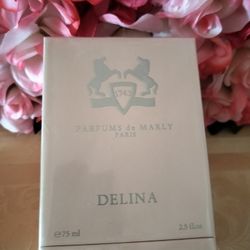 1743
PARFUMS de MARLY
PARIS
DELINA
e75 ml 2.5 fl.oz